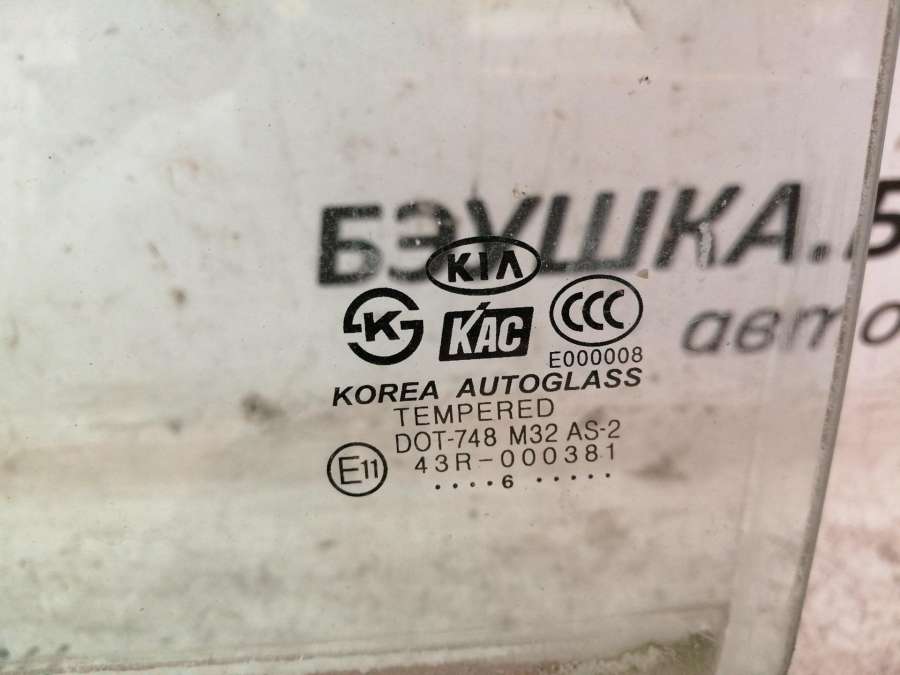 БЭУШКА.Б
авто
KIA
K
KAC
CCC
E000008
KOREA AUTOGLASS
TEMPERED
DOT-748 M32 AS-2
E11
43R-000381
....6 .....